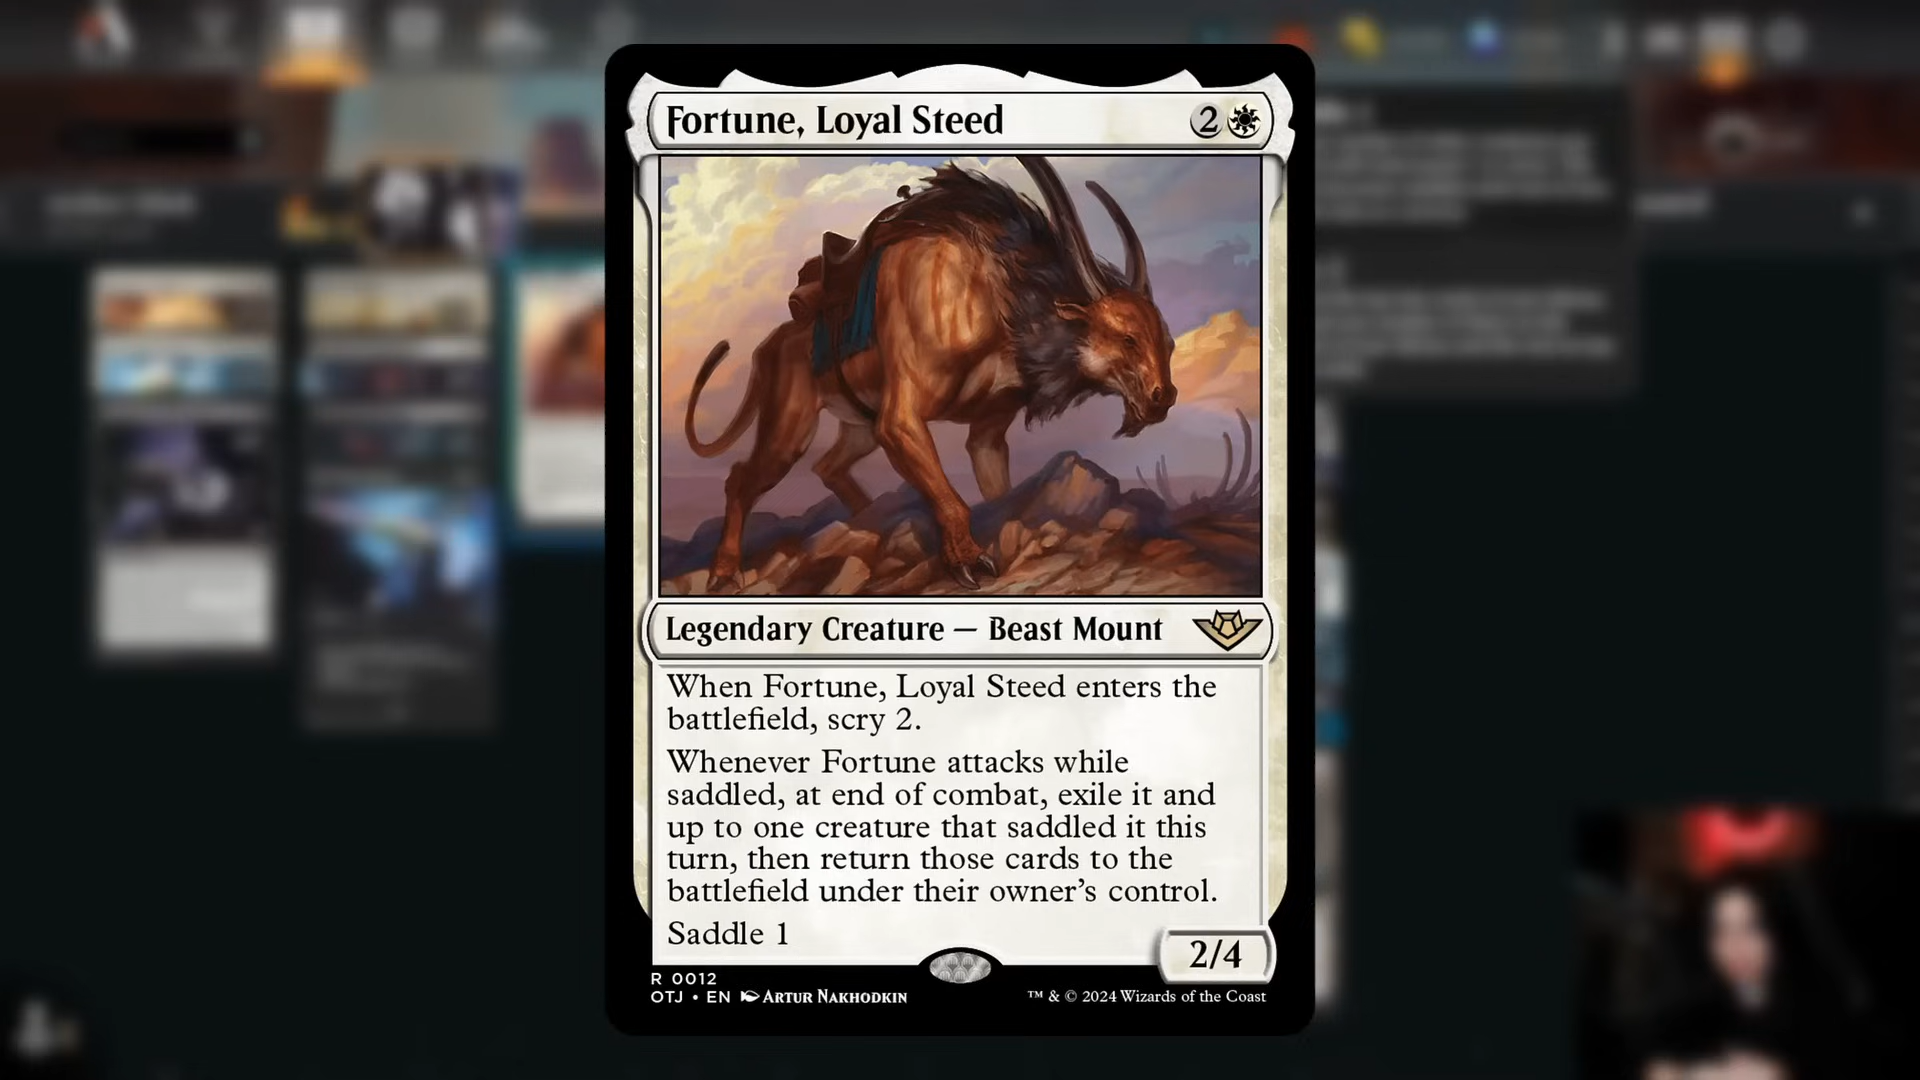 Fortune, Loyal Steed 2
Legendary Creature — Beast Mount
When Fortune, Loyal Steed enters the
battlefield, scry 2.
Whenever Fortune attacks while
saddled, at end of combat, exile it and
up to one creature that saddled it this
turn, then return those cards to the
battlefield under their owner's control.
Saddle 1
2/4
R 0012
OTJ • EN ARTUR NAKHODKIN
™ & © 2024 Wizards of the Coast